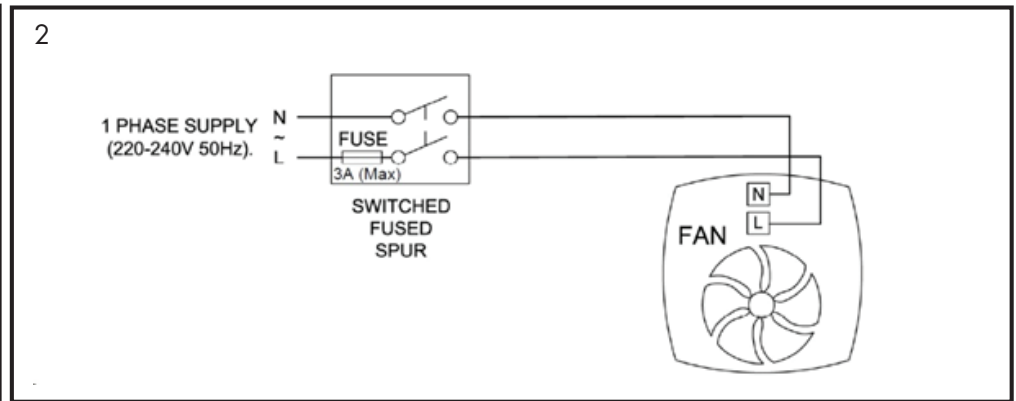 2
1 PHASE SUPPLY
(220-240V 50Hz).
N
~
L
FUSE
3A (Max)
SWITCHED
FUSED
SPUR
N
L
FAN